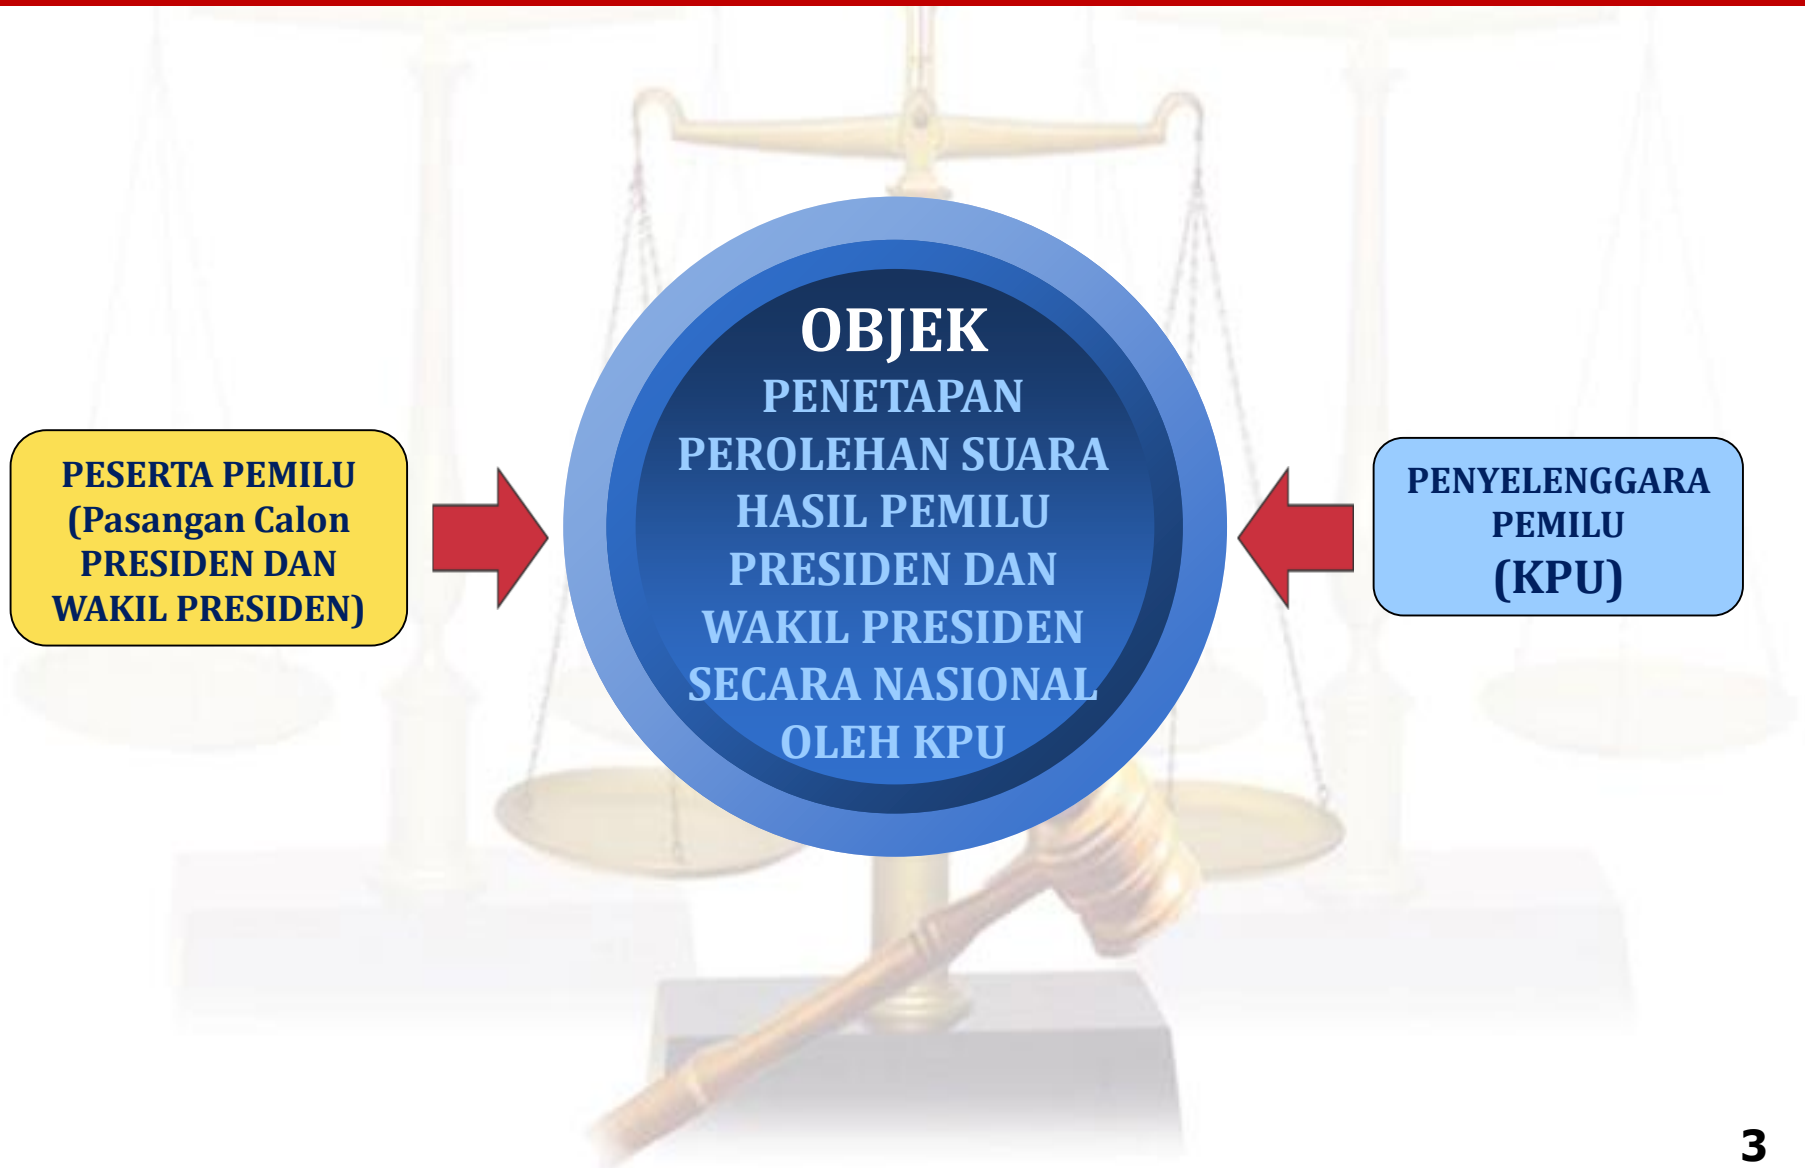 PESERTA PEMILU
(Pasangan Calon
PRESIDEN DAN
WAKIL PRESIDEN)
OBJEK
PENETAPAN
PEROLEHAN SUARA
HASIL PEMILU
PRESIDEN DAN
WAKIL PRESIDEN
SECARA NASIONAL
OLEH KPU
PENYELENGGARA
PEMILU
(KPU)
3